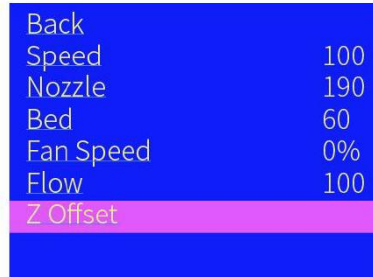 Back
Speed 100
Nozzle 190
Bed 60
Fan Speed 0%
Flow 100
Z Offset